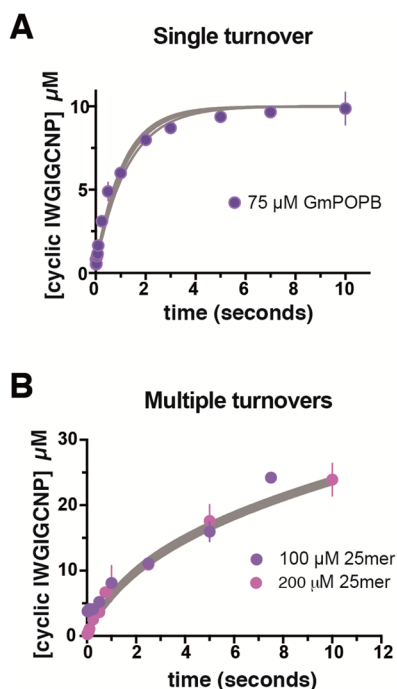 A
Single turnover
[cyclic IWGIGCNP] µM
10
5
0
75 µM GmPOPB
0 2 4 6 8 10
time (seconds)
B
Multiple turnovers
[cyclic IWGIGCNP] µM
30
20
10
0
100 µM 25mer
200 µM 25mer
0 2 4 6 8 10 12
time (seconds)